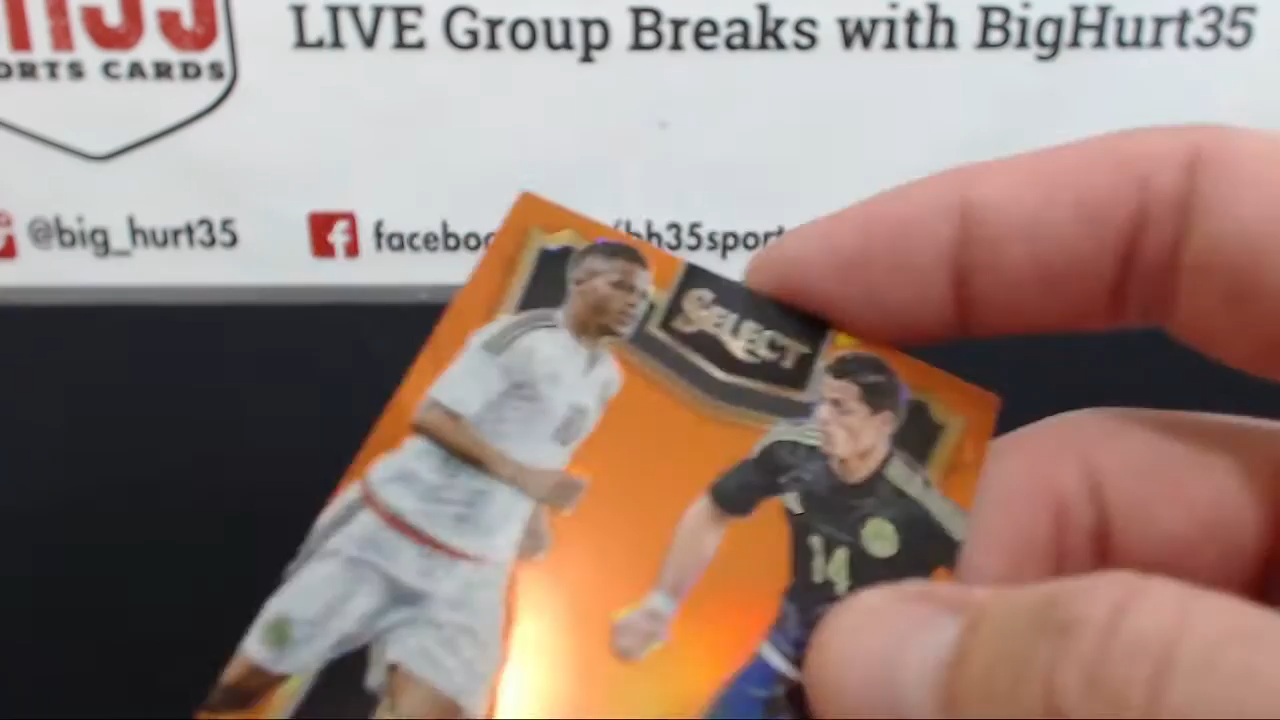 LIVE Group Breaks with BigHurt35
ORTS CARDS
@big_hurt35
faceboo
bh35sport
SELECT
14